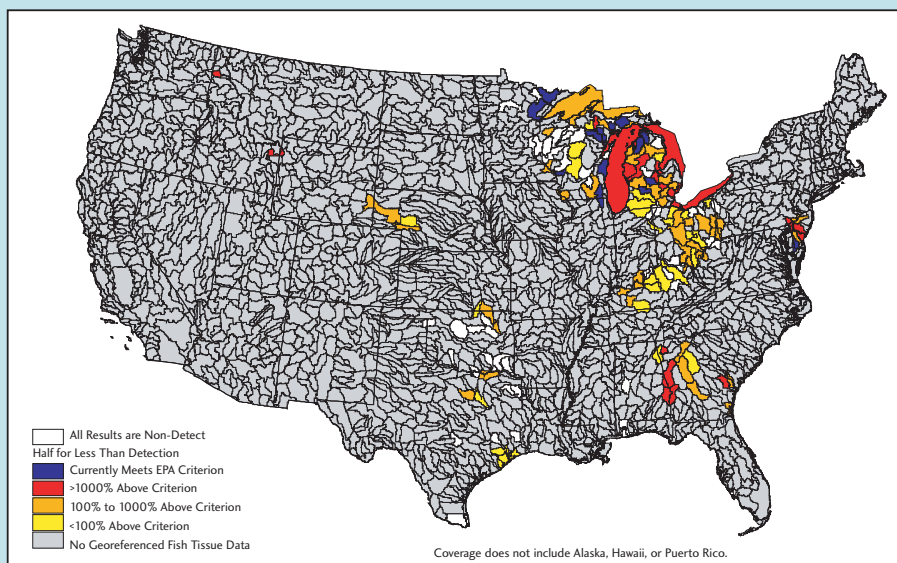 All Results are Non-Detect
Half for Less Than Detection
Currently Meets EPA Criterion
>1000% Above Criterion
100% to 1000% Above Criterion
<100% Above Criterion
No Georeferenced Fish Tissue Data
Coverage does not include Alaska, Hawaii, or Puerto Rico.